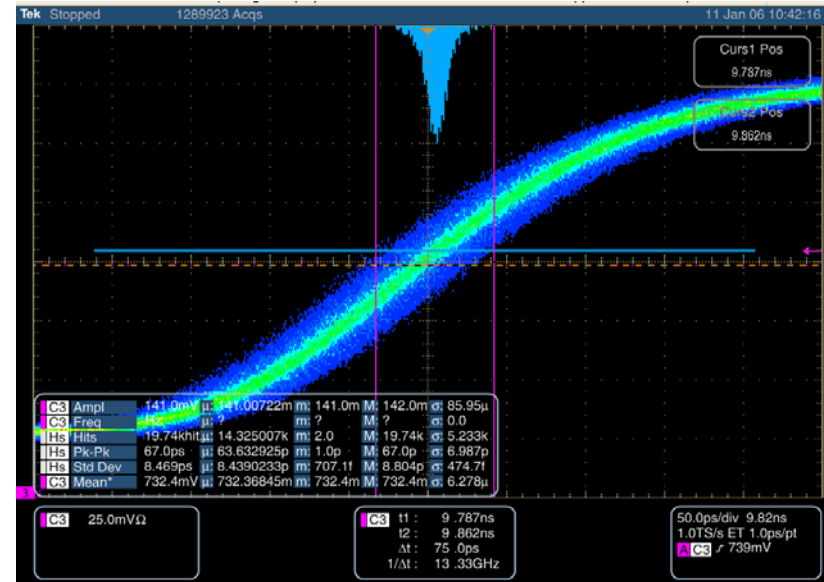 Tek Stopped 1289923 Acqs 11 Jan 06 10:42:16
Curs1 Pos
9.787ns
Curs2 Pos
9.862ns
C3 Ampl 141.0mV µ: 141.00722m m: 141.0m M: 142.0m σ: 85.95µ
C3 Freq Hz µ: ? m: ? M: ? σ: 0.0
Hs Hits 19.74khit µ: 14.325007k m: 2.0 M: 19.74k σ: 5.233k
Hs Pk-Pk 67.0ps µ: 63.632925p m: 1.0p M: 67.0p σ: 6.987p
Hs Std Dev 8.469ps µ: 8.4390233p m: 707.1f M: 8.804p σ: 474.7f
C3 Mean* 732.4mV µ: 732.36845m m: 732.4m M: 732.4m σ: 6.278µ
3
C3 25.0mVΩ
C3 t1 : 9 .787ns
t2 : 9 .862ns
Δt : 75 .0ps
1/Δt : 13 .33GHz
50.0ps/div 9.82ns
1.0TS/s ET 1.0ps/pt
A C3 739mV